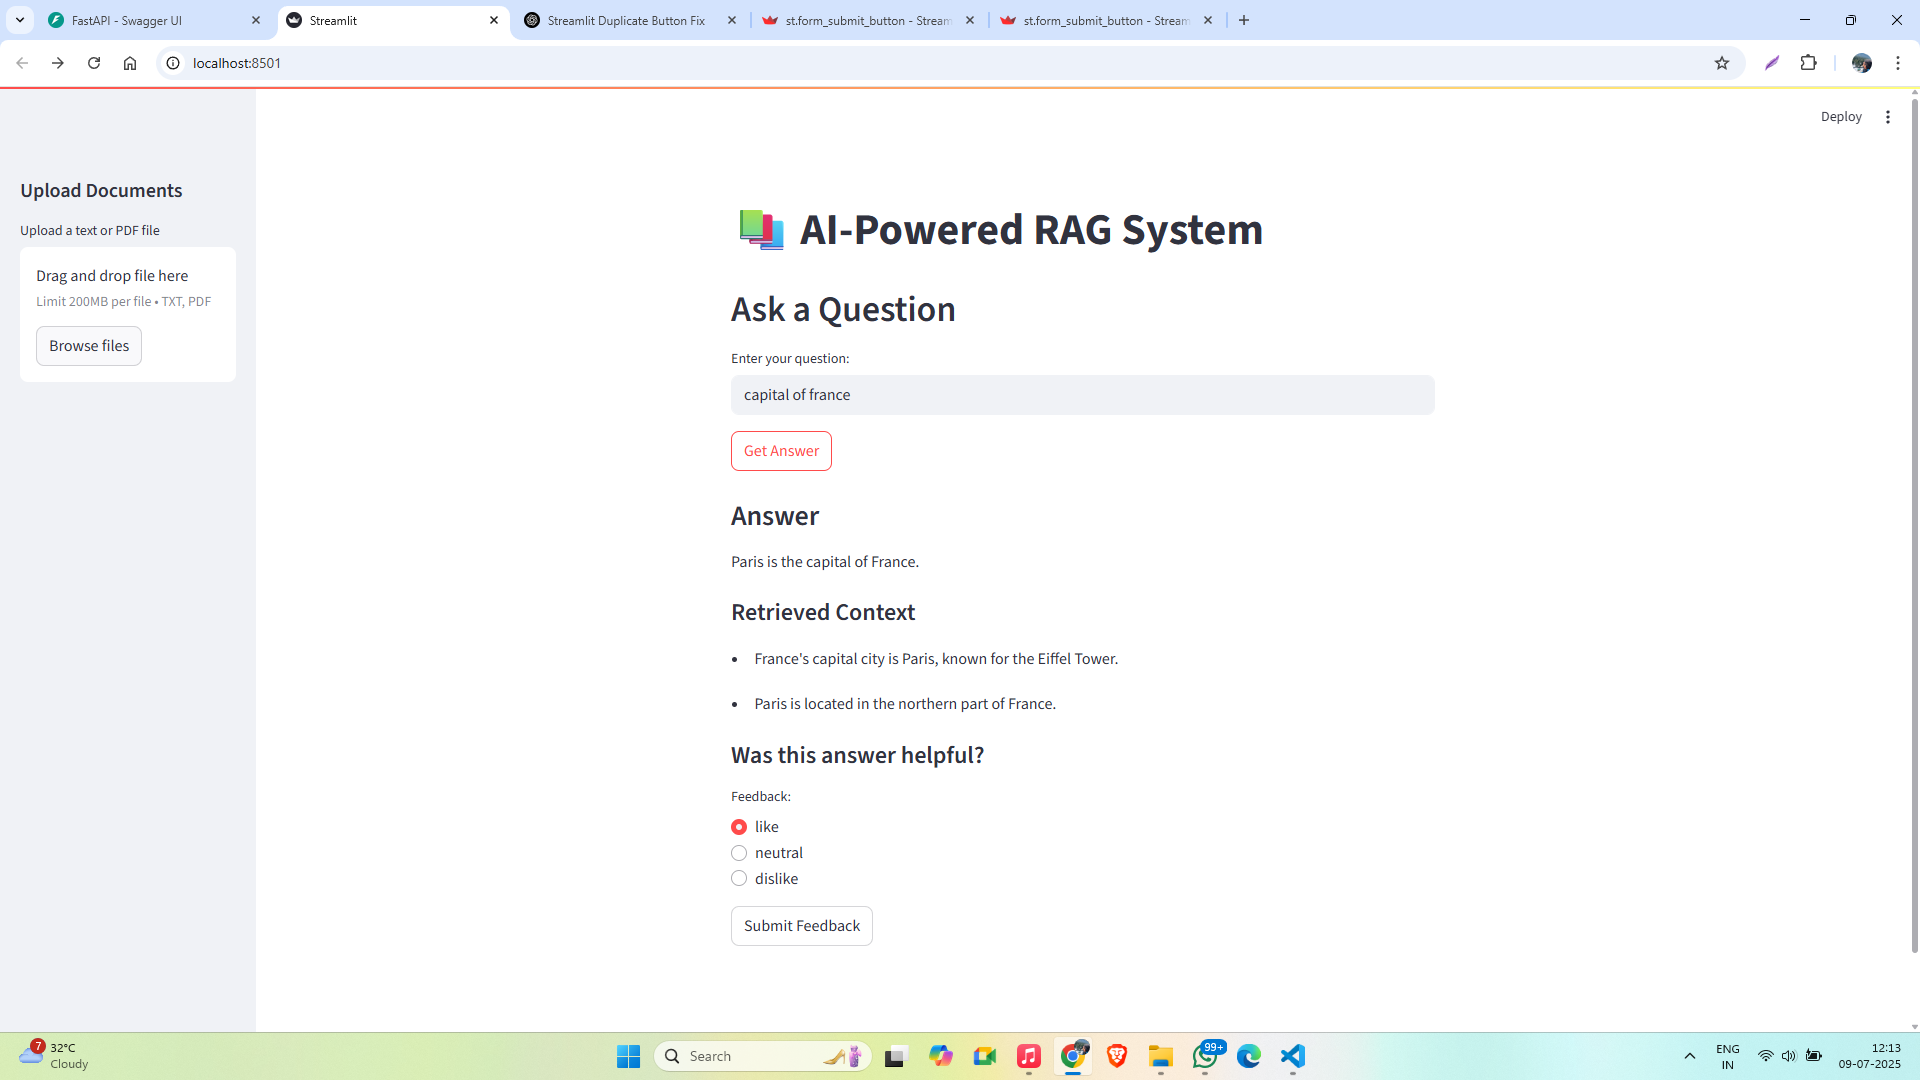 FastAPI - Swagger UI
Streamlit
Streamlit Duplicate Button Fix
st.form_submit_button - Stream
st.form_submit_button - Stream
localhost:8501
Deploy
Upload Documents
Upload a text or PDF file
Drag and drop file here
Limit 200MB per file • TXT, PDF
Browse files
AI-Powered RAG System
Ask a Question
Enter your question:
capital of france
Get Answer
Answer
Paris is the capital of France.
Retrieved Context
• France's capital city is Paris, known for the Eiffel Tower.
• Paris is located in the northern part of France.
Was this answer helpful?
Feedback:
like
neutral
dislike
Submit Feedback
7
32°C
Cloudy
Search
99+
ENG
IN
12:13
09-07-2025